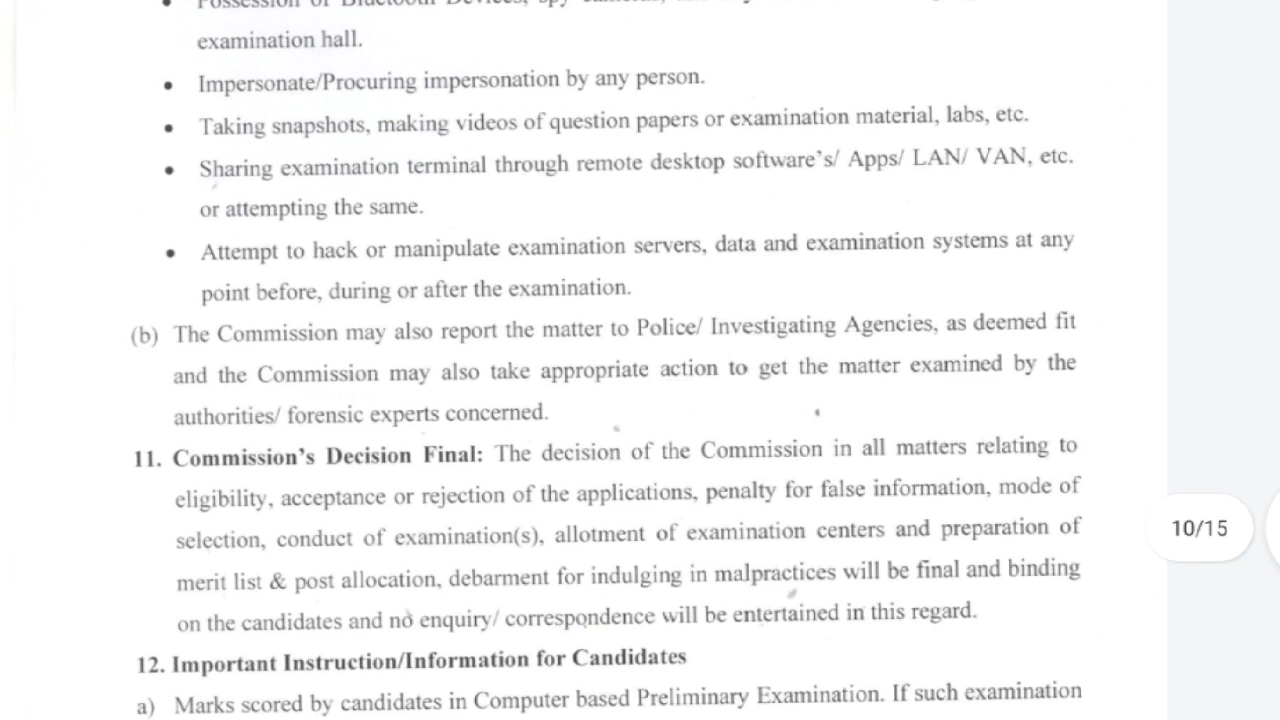 examination hall.
• Impersonate/Procuring impersonation by any person.
• Taking snapshots, making videos of question papers or examination material, labs, etc.
• Sharing examination terminal through remote desktop software's/ Apps/ LAN/ VAN, etc.
or attempting the same.
• Attempt to hack or manipulate examination servers, data and examination systems at any
point before, during or after the examination.
(b) The Commission may also report the matter to Police/ Investigating Agencies, as deemed fit
and the Commission may also take appropriate action to get the matter examined by the
authorities/ forensic experts concerned.
11. Commission's Decision Final: The decision of the Commission in all matters relating to
eligibility, acceptance or rejection of the applications, penalty for false information, mode of
selection, conduct of examination(s), allotment of examination centers and preparation of
merit list & post allocation, debarment for indulging in malpractices will be final and binding
on the candidates and no enquiry/ correspondence will be entertained in this regard.
12. Important Instruction/Information for Candidates
a) Marks scored by candidates in Computer based Preliminary Examination. If such examination
10/15